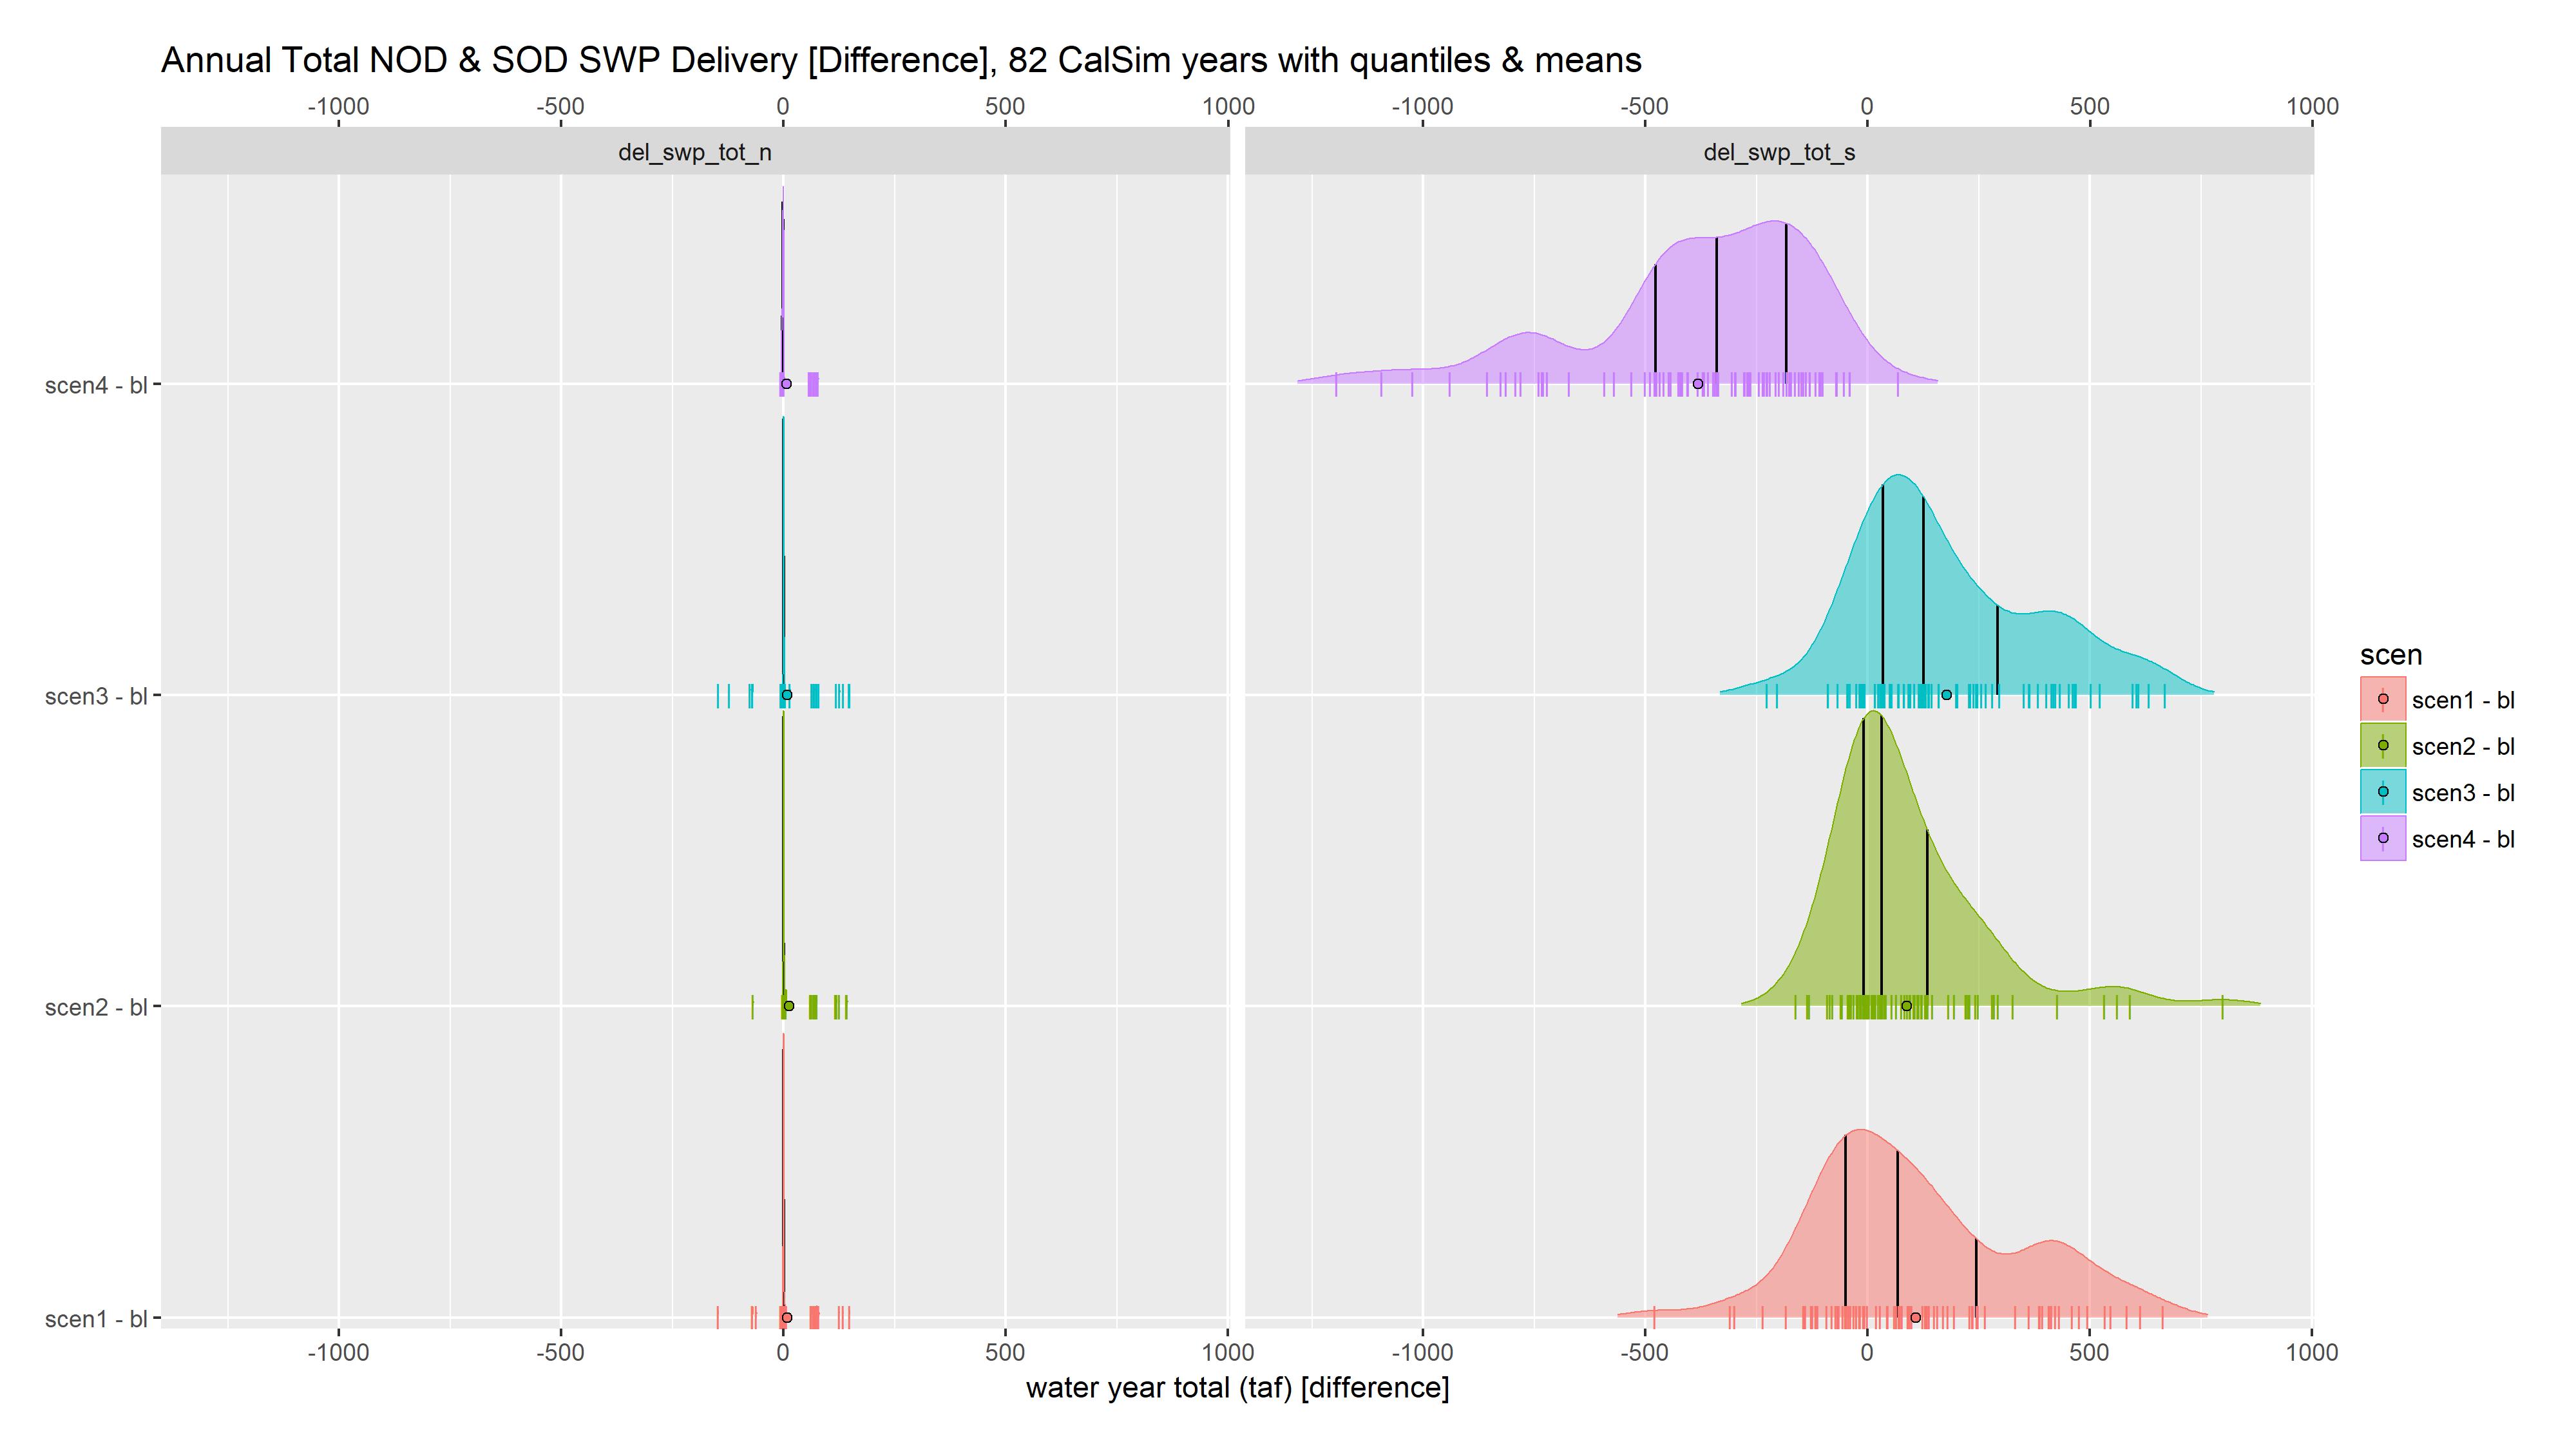 Annual Total NOD & SOD SWP Delivery [Difference], 82 CalSim years with quantiles & means
-1000 -500 0 500 1000 -1000 -500 0 500 1000
del_swp_tot_n del_swp_tot_s
scen4 - bl
scen3 - bl
scen2 - bl
scen1 - bl
-1000 -500 0 500 1000 -1000 -500 0 500 1000
water year total (taf) [difference]
scen
scen1 - bl
scen2 - bl
scen3 - bl
scen4 - bl